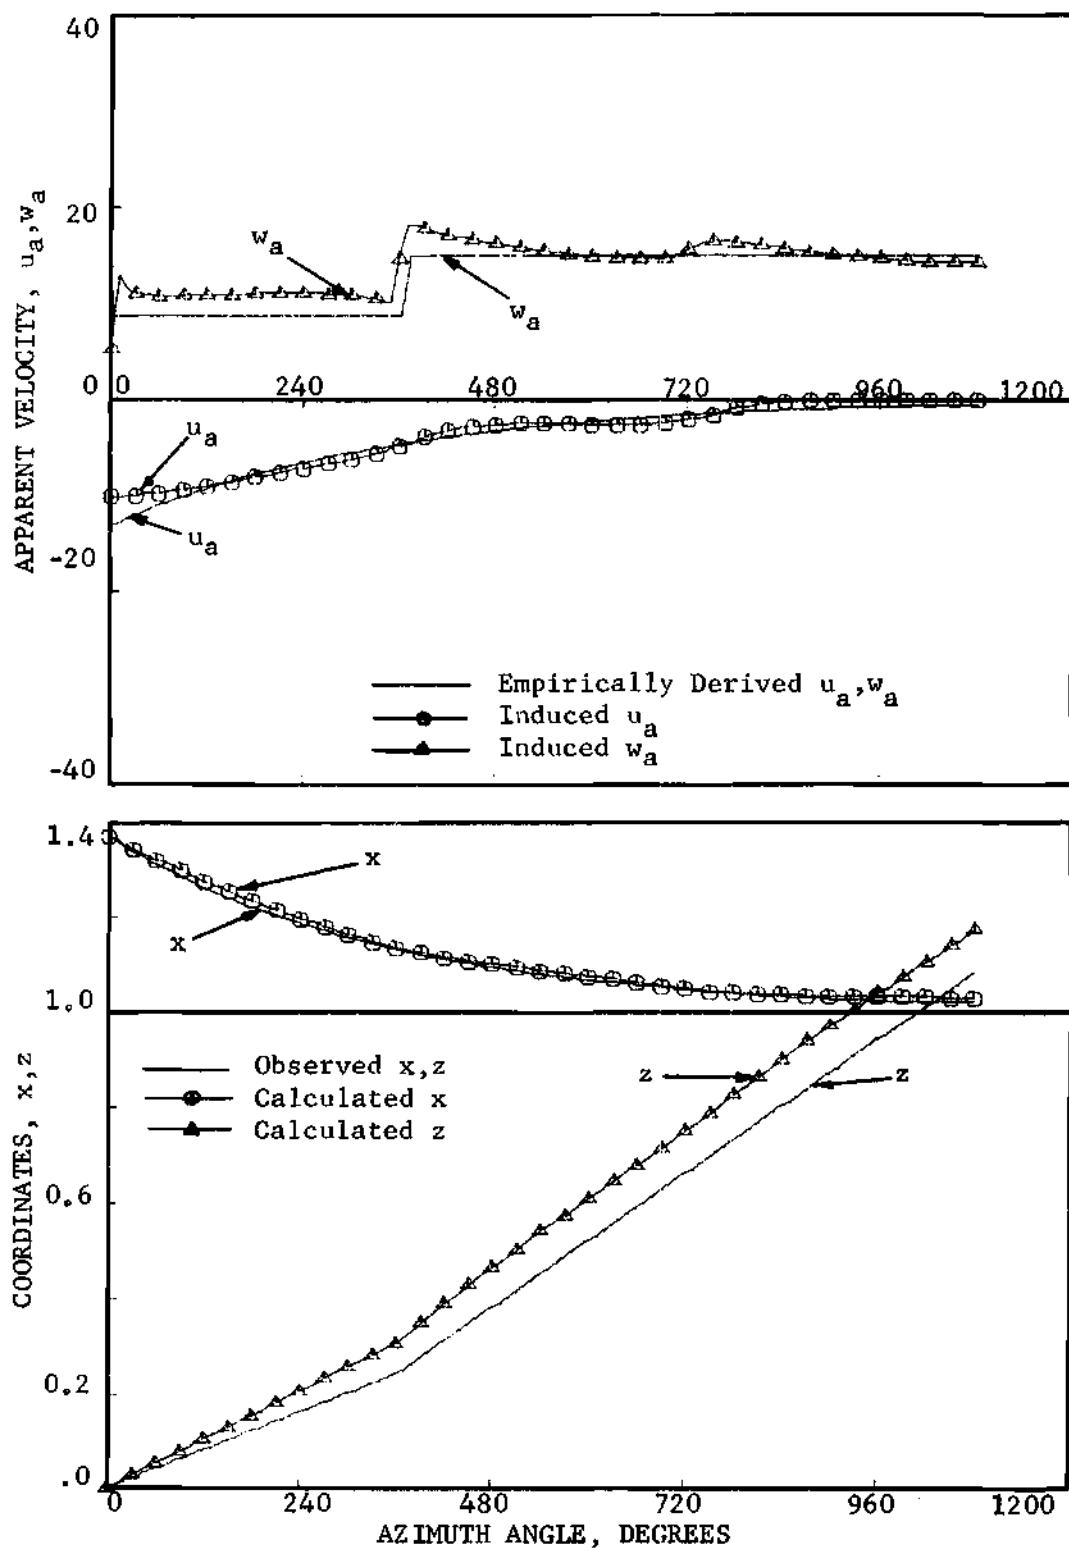 40
20
0
-20
-40
APPARENT VELOCITY, u_a,w_a
w_a
w_a
0 240 480 720 960 1200
u_a
u_a
Empirically Derived u_a,w_a
Induced u_a
Induced w_a
1.4
1.0
0.6
0.2
.0
COORDINATES, x,z
x
x
Observed x,z
Calculated x
Calculated z
z
z
0 240 480 720 960 1200
AZIMUTH ANGLE, DEGREES